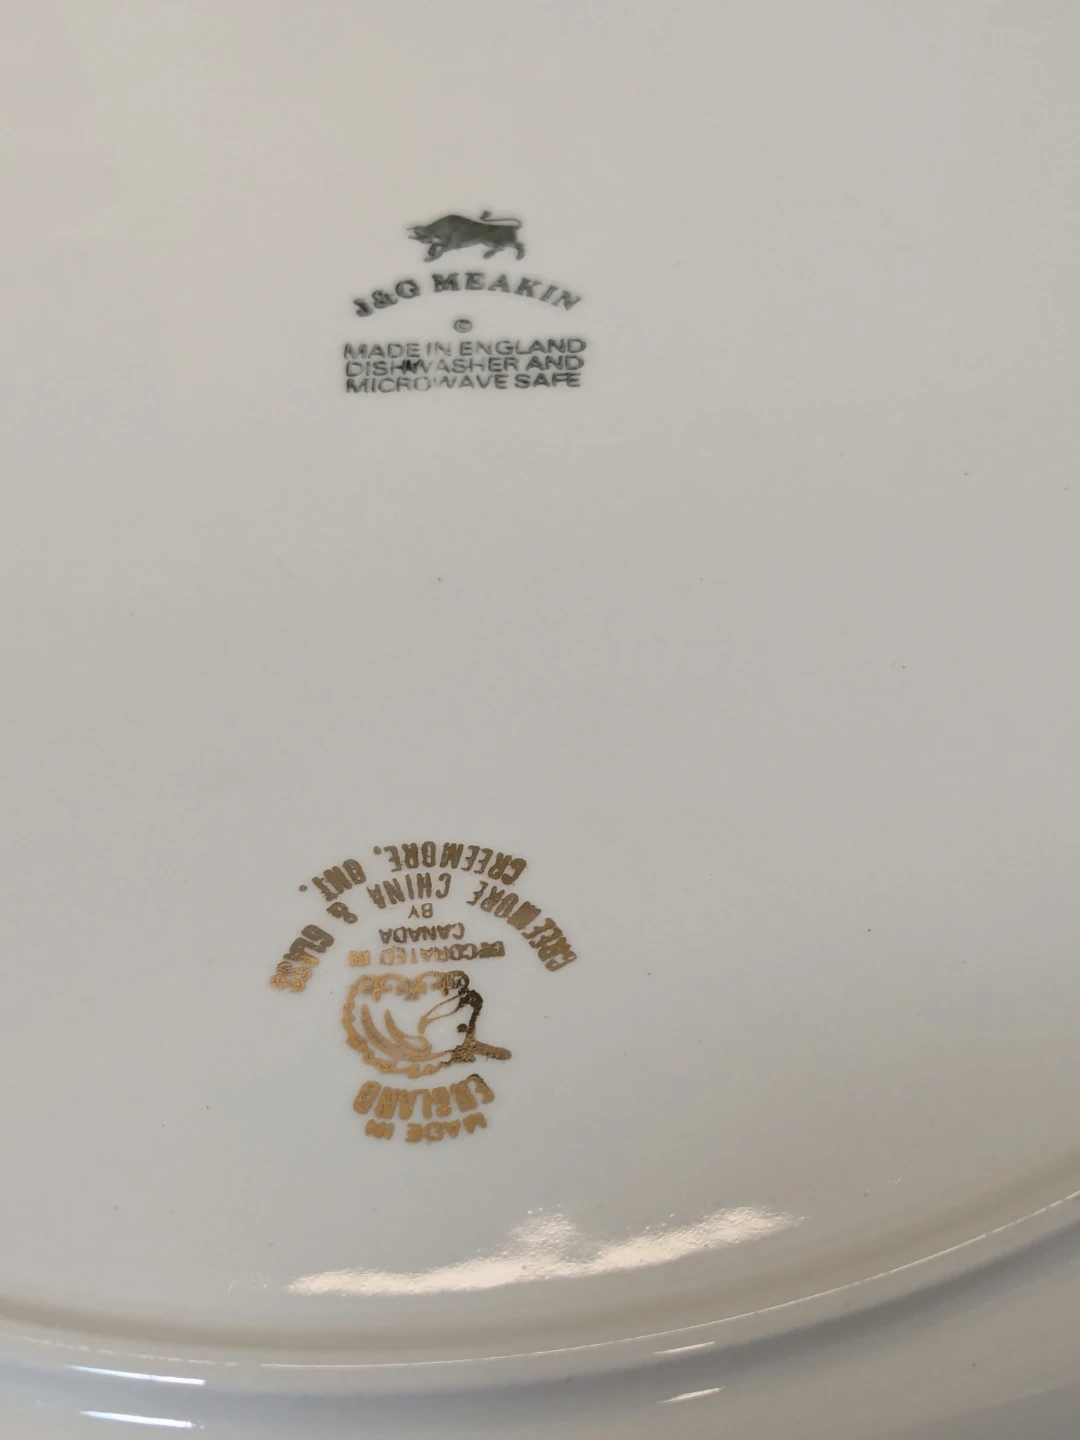 J&G MEAKIN
©
MADE IN ENGLAND
DISHWASHER AND
MICROWAVE SAFE
MADE IN
ENGLAND
DECORATED IN
CANADA
BY
CREEMORE CHINA & GLASS
CREEMORE, ONT.